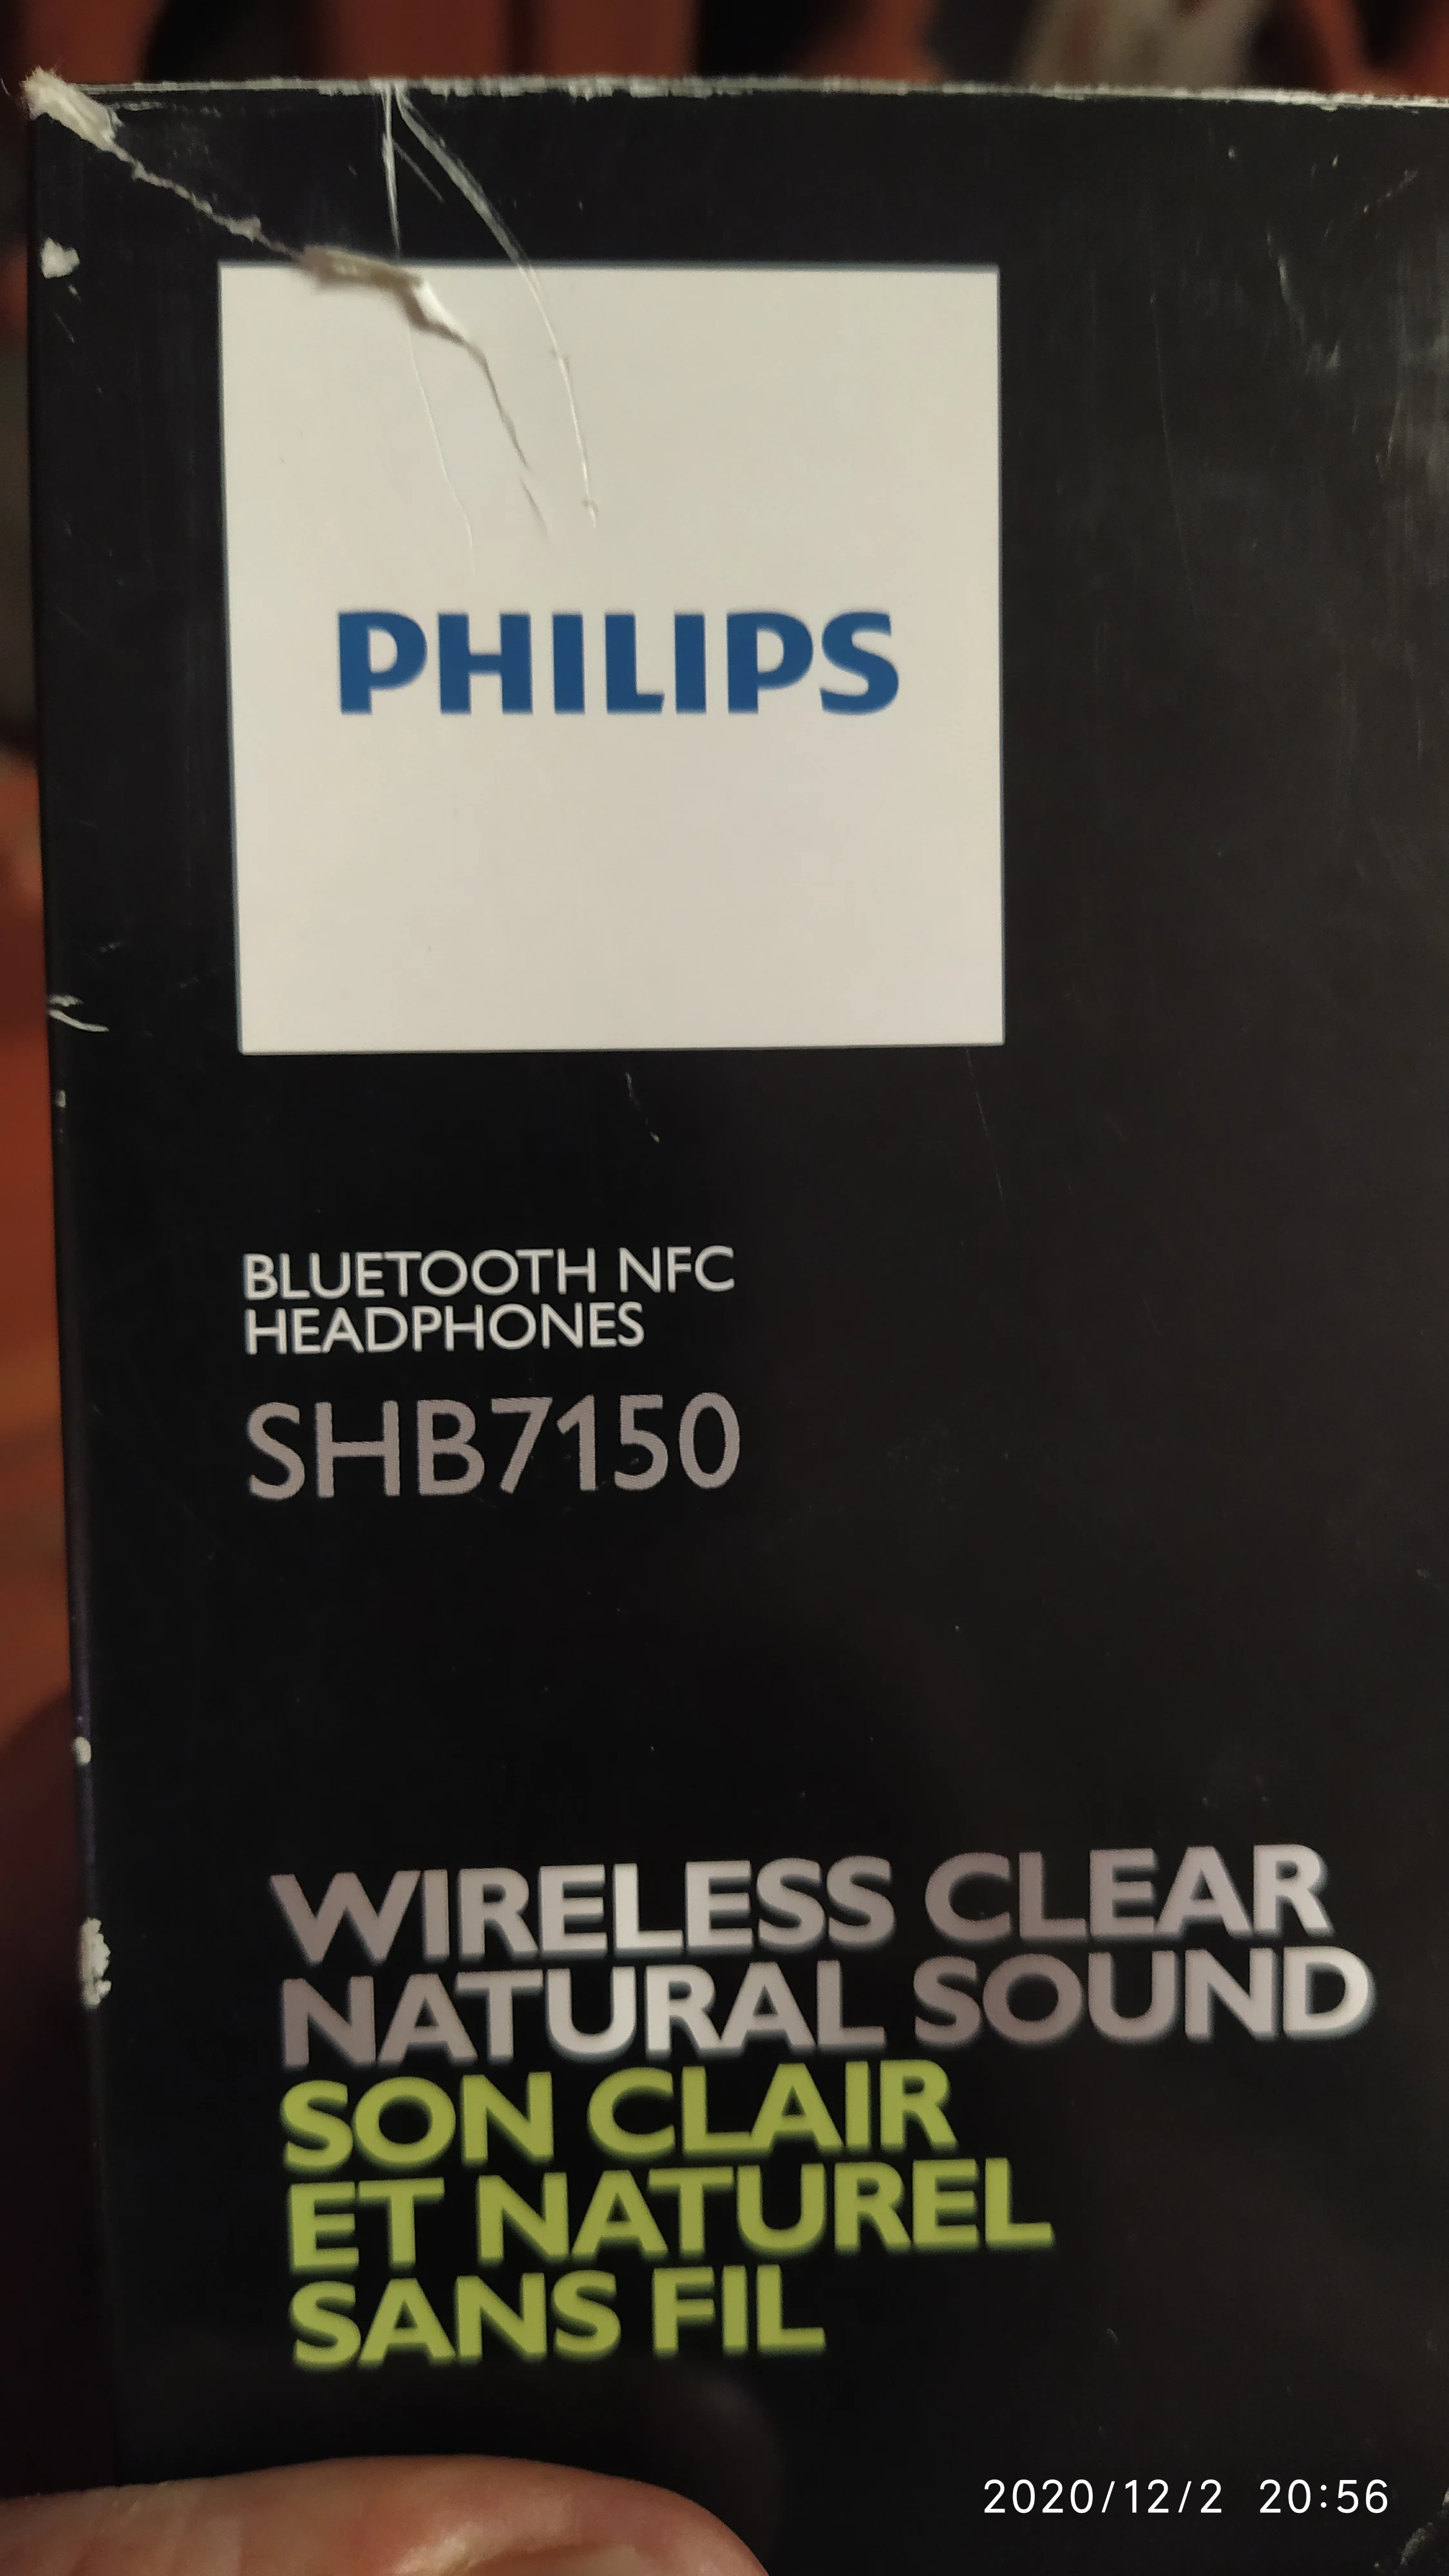 PHILIPS
BLUETOOTH NFC
HEADPHONES
SHB7150
WIRELESS CLEAR
NATURAL SOUND
SON CLAIR
ET NATUREL
SANS FIL
2020/12/2 20:56